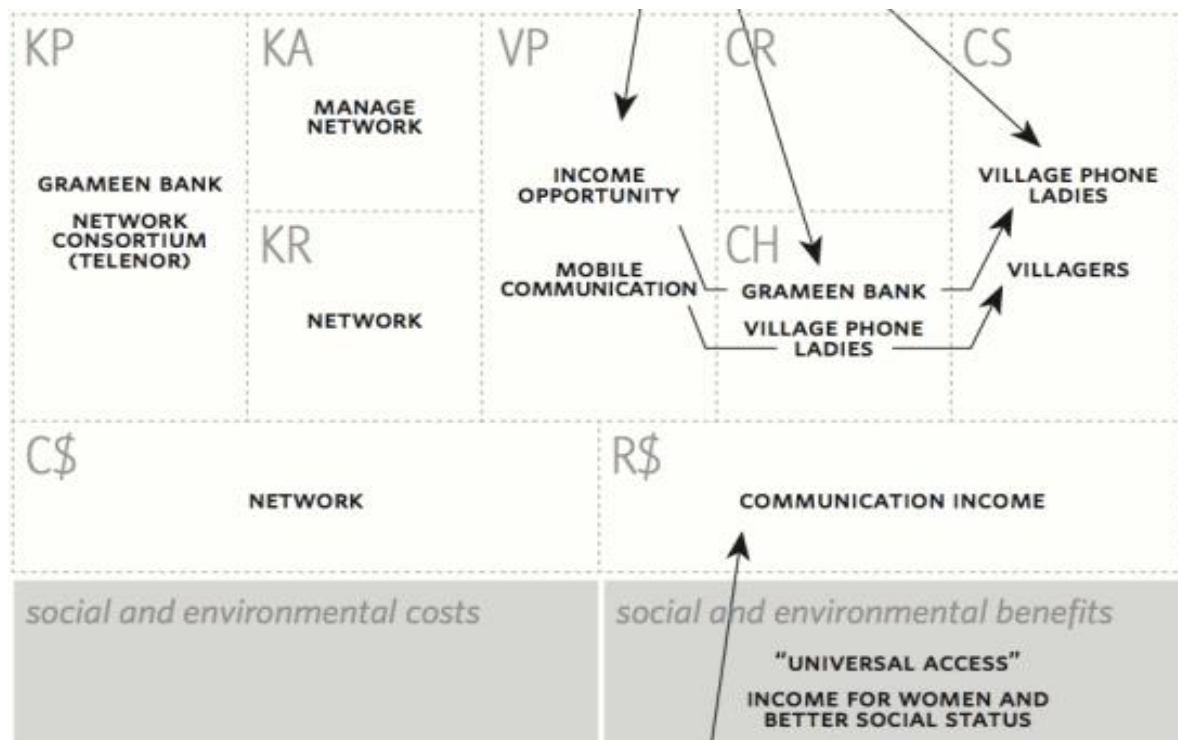 KP
GRAMEEN BANK
NETWORK
CONSORTIUM
(TELENOR)
KA
MANAGE
NETWORK
KR
NETWORK
VP
INCOME
OPPORTUNITY
MOBILE
COMMUNICATION
CR
CH
GRAMEEN BANK
VILLAGE PHONE
LADIES
CS
VILLAGE PHONE
LADIES
VILLAGERS
C$
NETWORK
R$
COMMUNICATION INCOME
social and environmental costs
social and environmental benefits
“UNIVERSAL ACCESS”
INCOME FOR WOMEN AND
BETTER SOCIAL STATUS